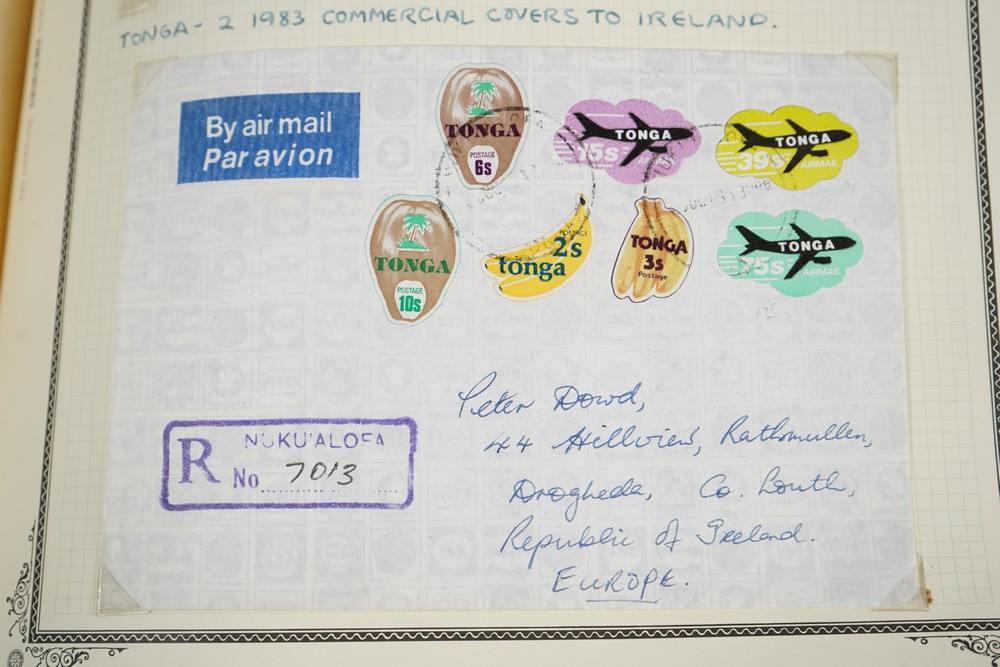 TONGA - 2 1983 COMMERCIAL COVERS TO IRELAND.
By air mail
Par avion
TONGA
POSTAGE
6s
TONGA
15s
TONGA
39s AIRMAIL
TONGA
POSTAGE
10s
POSTAGE
2s
tonga
TONGA
3s
Postage
TONGA
75s AIRMAIL
R
NUKU'ALOFA
No 7013
Peter Dowd,
44 Hillview, Rathmullen,
Drogheda, Co. Louth,
Republic of Ireland.
EUROPE.